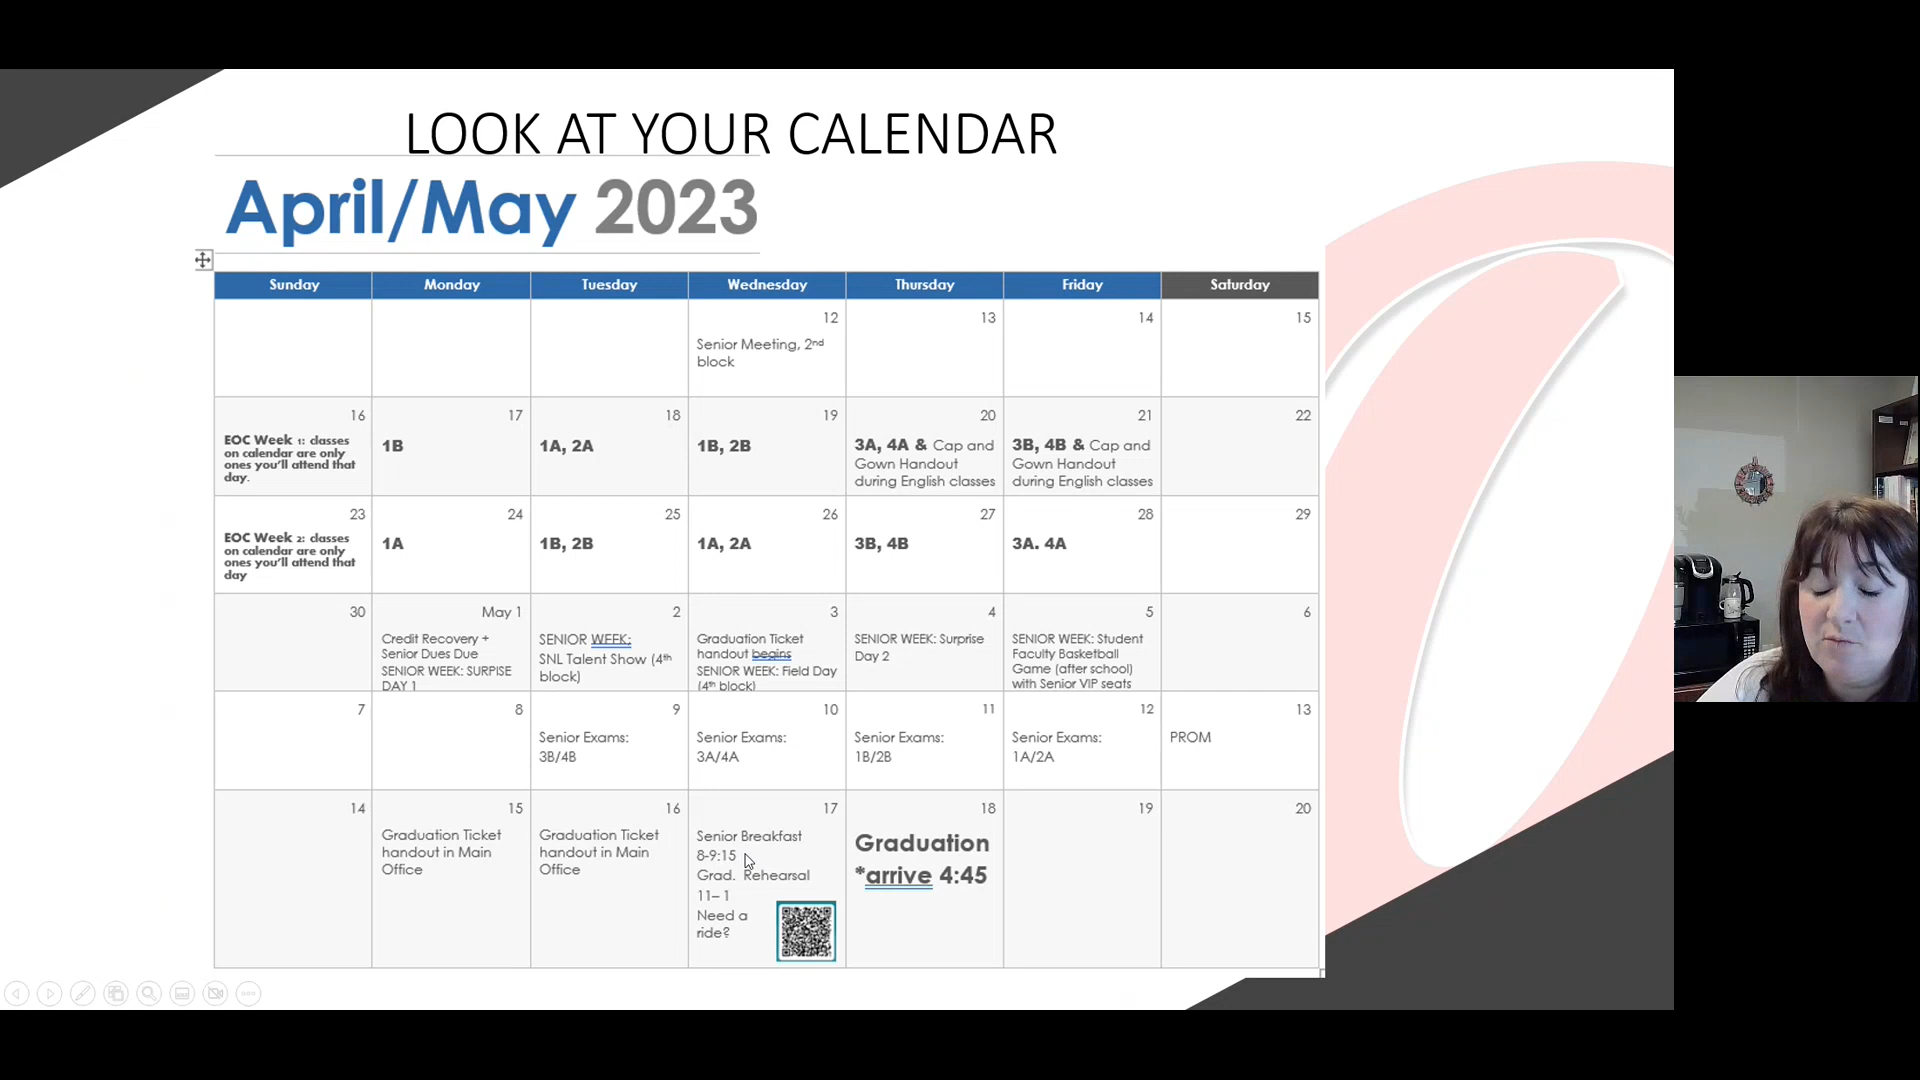 LOOK AT YOUR CALENDAR
April/May 2023
Sunday Monday Tuesday Wednesday Thursday Friday Saturday
12 13 14 15
Senior Meeting, 2nd
block
16 17 18 19 20 21 22
EOC Week 1: classes
on calendar are only
ones you'll attend that
day.
1B
1A, 2A
1B, 2B
3A, 4A & Cap and
Gown Handout
during English classes
3B, 4B & Cap and
Gown Handout
during English classes
23 24 25 26 27 28 29
EOC Week 2: classes
on calendar are only
ones you'll attend that
day
1A
1B, 2B
1A, 2A
3B, 4B
3A. 4A
30 May 1 2 3 4 5 6
Credit Recovery +
Senior Dues Due
SENIOR WEEK: SURPISE
DAY 1
SENIOR WEEK:
SNL Talent Show (4th
block)
Graduation Ticket
handout begins
SENIOR WEEK: Field Day
(4th block)
SENIOR WEEK: Surprise
Day 2
SENIOR WEEK: Student
Faculty Basketball
Game (after school)
with Senior VIP seats
7 8 9 10 11 12 13
Senior Exams:
3B/4B
Senior Exams:
3A/4A
Senior Exams:
1B/2B
Senior Exams:
1A/2A
PROM
14 15 16 17 18 19 20
Graduation Ticket
handout in Main
Office
Graduation Ticket
handout in Main
Office
Senior Breakfast
8-9:15
Grad. Rehearsal
11– 1
Need a
ride?
Graduation
*arrive 4:45